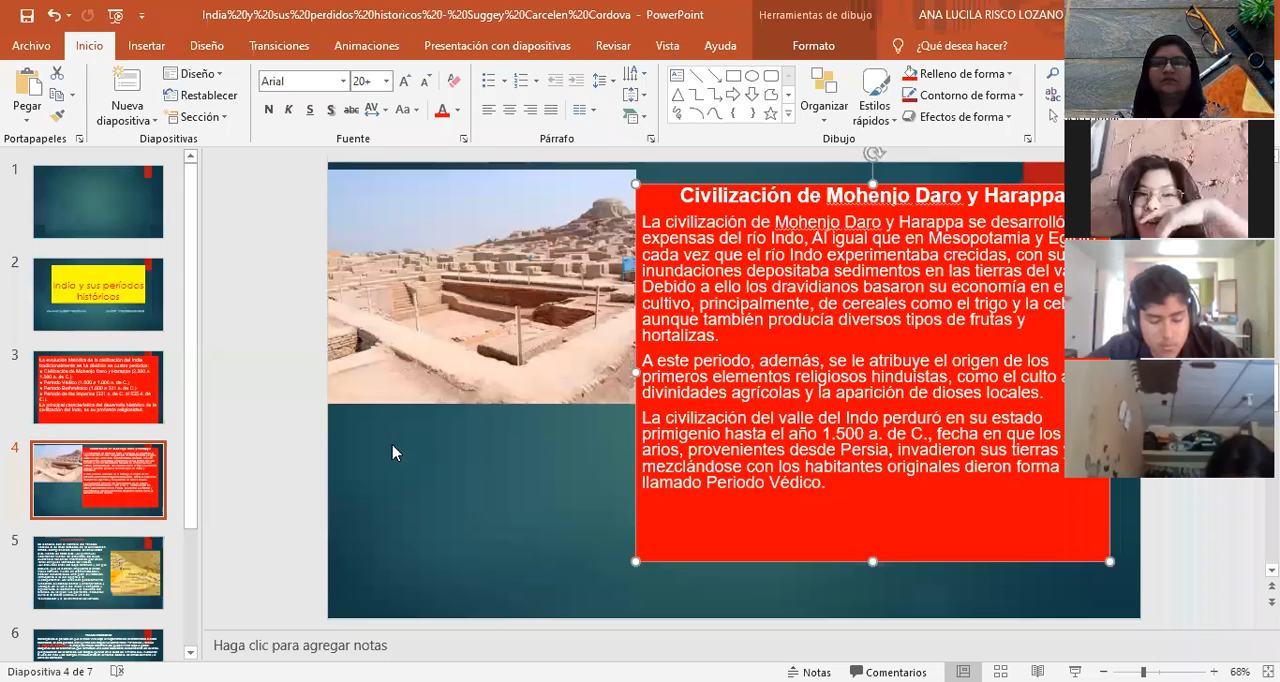 India%20y%20sus%20perdidos%20historicos%20-%20Suggey%20Carcelen%20Cordova - PowerPoint
Herramientas de dibujo
ANA LUCILA RISCO LOZANO
Archivo Inicio Insertar Diseño Transiciones Animaciones Presentación con diapositivas Revisar Vista Ayuda Formato ¿Qué desea hacer?
Pegar
Nueva diapositiva
Diseño
Restablecer
Sección
Arial 20+
N K S S abc AV Aa A
Organizar
Estilos rápidos
Relleno de forma
Contorno de forma
Efectos de forma
Portapapeles Diapositivas Fuente Párrafo Dibujo
1
2
India y sus períodos
históricos
3
4
5
6
Civilización de Mohenjo Daro y Harappa
La civilización de Mohenjo Daro y Harappa se desarrolló
expensas del río Indo, Al igual que en Mesopotamia y
cada vez que el río Indo experimentaba crecidas, con su
inundaciones depositaba sedimentos en las tierras del
Debido a ello los dravidianos basaron su economía en e
cultivo, principalmente, de cereales como el trigo y la
aunque también producía diversos tipos de frutas y
hortalizas.
A este periodo, además, se le atribuye el origen de los
primeros elementos religiosos hinduistas, como el culto a
divinidades agrícolas y la aparición de dioses locales.
La civilización del valle del Indo perduró en su estado
primigenio hasta el año 1.500 a. de C., fecha en que los
arios, provenientes desde Persia, invadieron sus tierras
mezclándose con los habitantes originales dieron forma
llamado Periodo Védico.
Haga clic para agregar notas
Diapositiva 4 de 7
Notas
Comentarios
68%